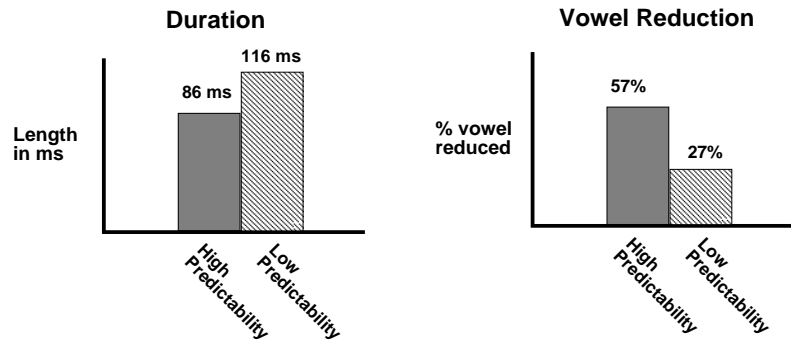 Duration
116 ms
86 ms
Length
in ms
High
Predictability
Low
Predictability
Vowel Reduction
57%
% vowel
reduced
27%
High
Predictability
Low
Predictability